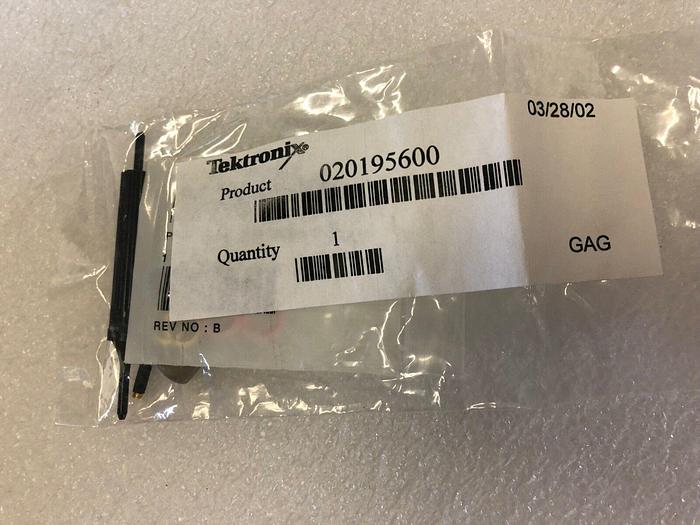 Tektronix®
03/28/02
Product 020195600
Quantity 1
GAG
P
REV NO : B